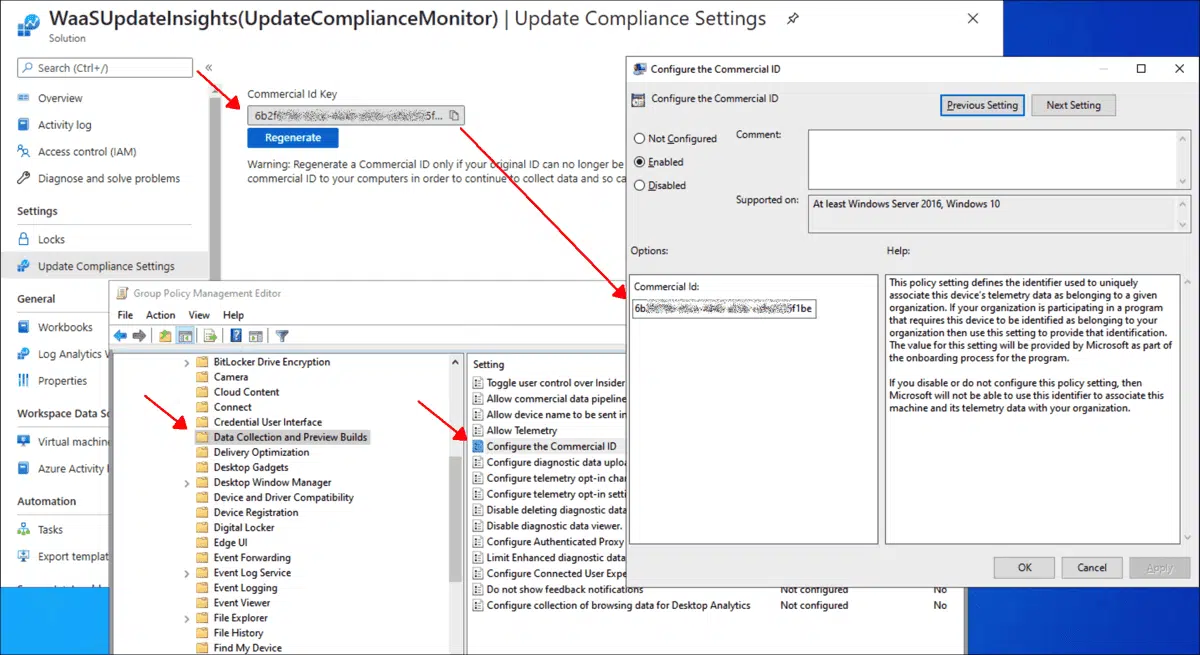 WaaSUpdateInsights(UpdateComplianceMonitor) | Update Compliance Settings
Solution
Search (Ctrl+/)
«
Overview
Activity log
Access control (IAM)
Diagnose and solve problems
Settings
Locks
Update Compliance Settings
General
Workbooks
Log Analytics
Properties
Workspace Data
Virtual machin
Azure Activity
Automation
Tasks
Export templat
Commercial Id Key
6b2f
5f...
Regenerate
Warning: Regenerate a Commercial ID only if your original ID can no longer be
commercial ID to your computers in order to continue to collect data and so ca
Group Policy Management Editor
File Action View Help
BitLocker Drive Encryption
Camera
Cloud Content
Connect
Credential User Interface
Data Collection and Preview Builds
Delivery Optimization
Desktop Gadgets
Desktop Window Manager
Device and Driver Compatibility
Device Registration
Digital Locker
Edge UI
Event Forwarding
Event Log Service
Event Logging
Event Viewer
File Explorer
File History
Find My Device
Setting
Toggle user control over Insider
Allow commercial data pipeline
Allow device name to be sent in
Allow Telemetry
Configure the Commercial ID
Configure diagnostic data uploa
Configure telemetry opt-in cha
Configure telemetry opt-in setti
Disable deleting diagnostic data
Disable diagnostic data viewer.
Configure Authenticated Proxy
Limit Enhanced diagnostic data
Configure Connected User Expe
Do not show feedback notifications Not configured No
Configure collection of browsing data for Desktop Analytics Not configured No
Configure the Commercial ID
Configure the Commercial ID
Previous Setting
Next Setting
Not Configured
Enabled
Disabled
Comment:
Supported on:
At least Windows Server 2016, Windows 10
Options:
Help:
Commercial Id:
6b
f1be
This policy setting defines the identifier used to uniquely
associate this device's telemetry data as belonging to a given
organization. If your organization is participating in a program
that requires this device to be identified as belonging to your
organization then use this setting to provide that identification.
The value for this setting will be provided by Microsoft as part of
the onboarding process for the program.
If you disable or do not configure this policy setting, then
Microsoft will not be able to use this identifier to associate this
machine and its telemetry data with your organization.
OK
Cancel
Apply